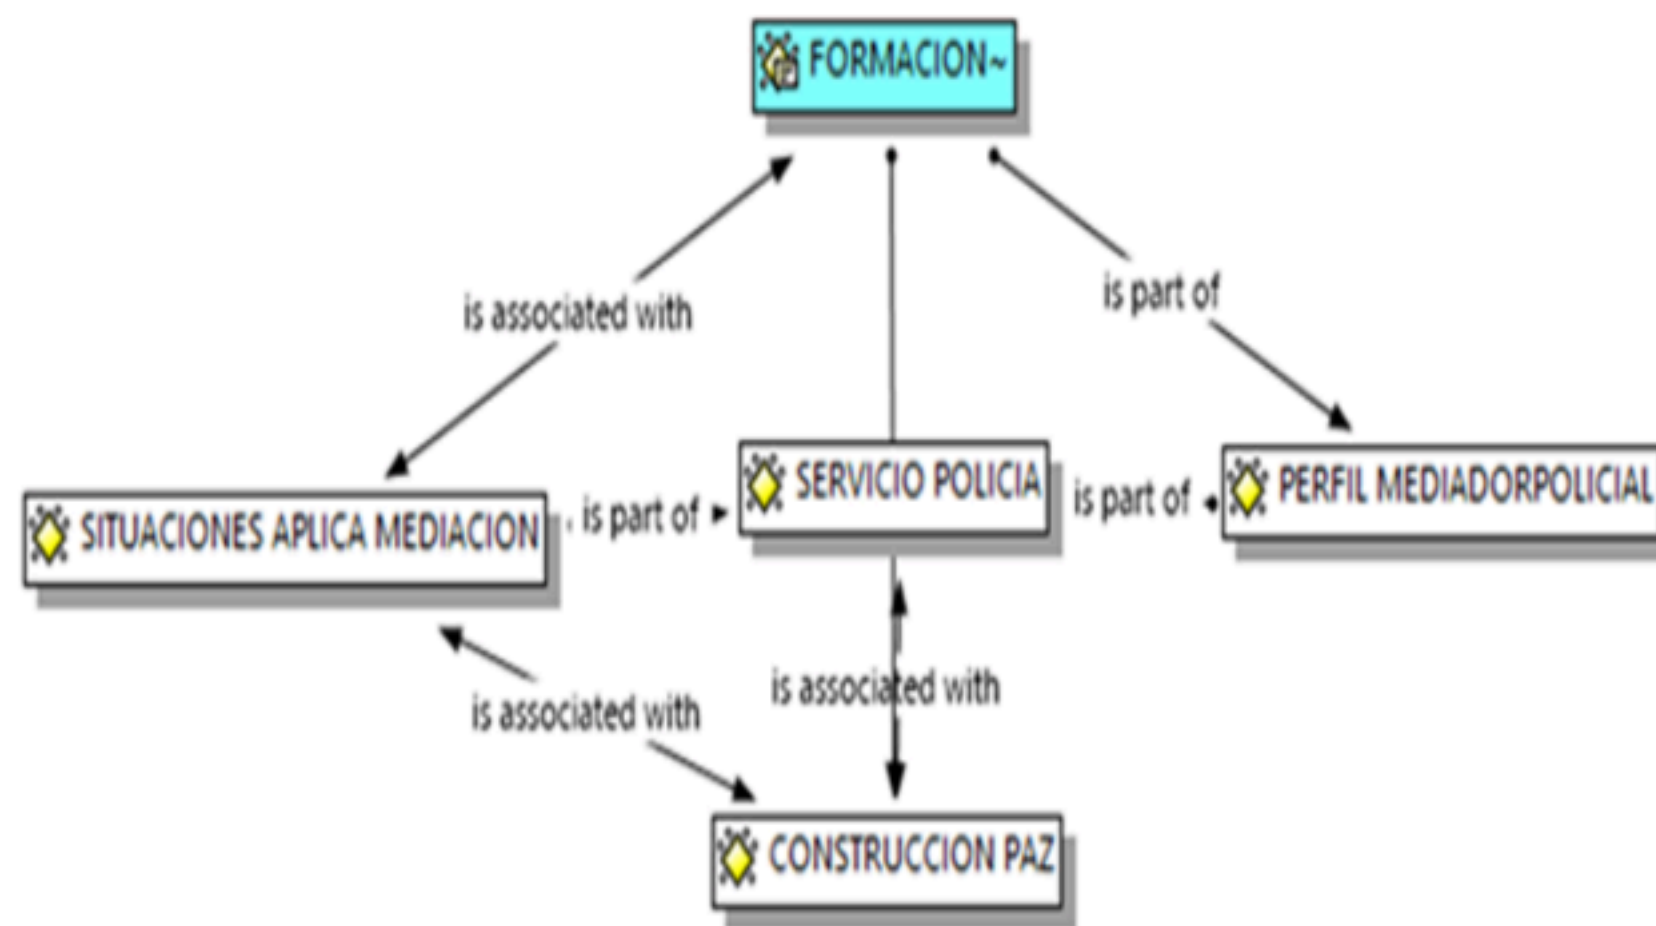 FORMACION~
is part of
is associated with
SERVICIO POLICIA
PERFIL MEDIADORPOLICIAL
is part of
is part of
SITUACIONES APLICA MEDIACION
is associated with
is associated with
CONSTRUCCION PAZ